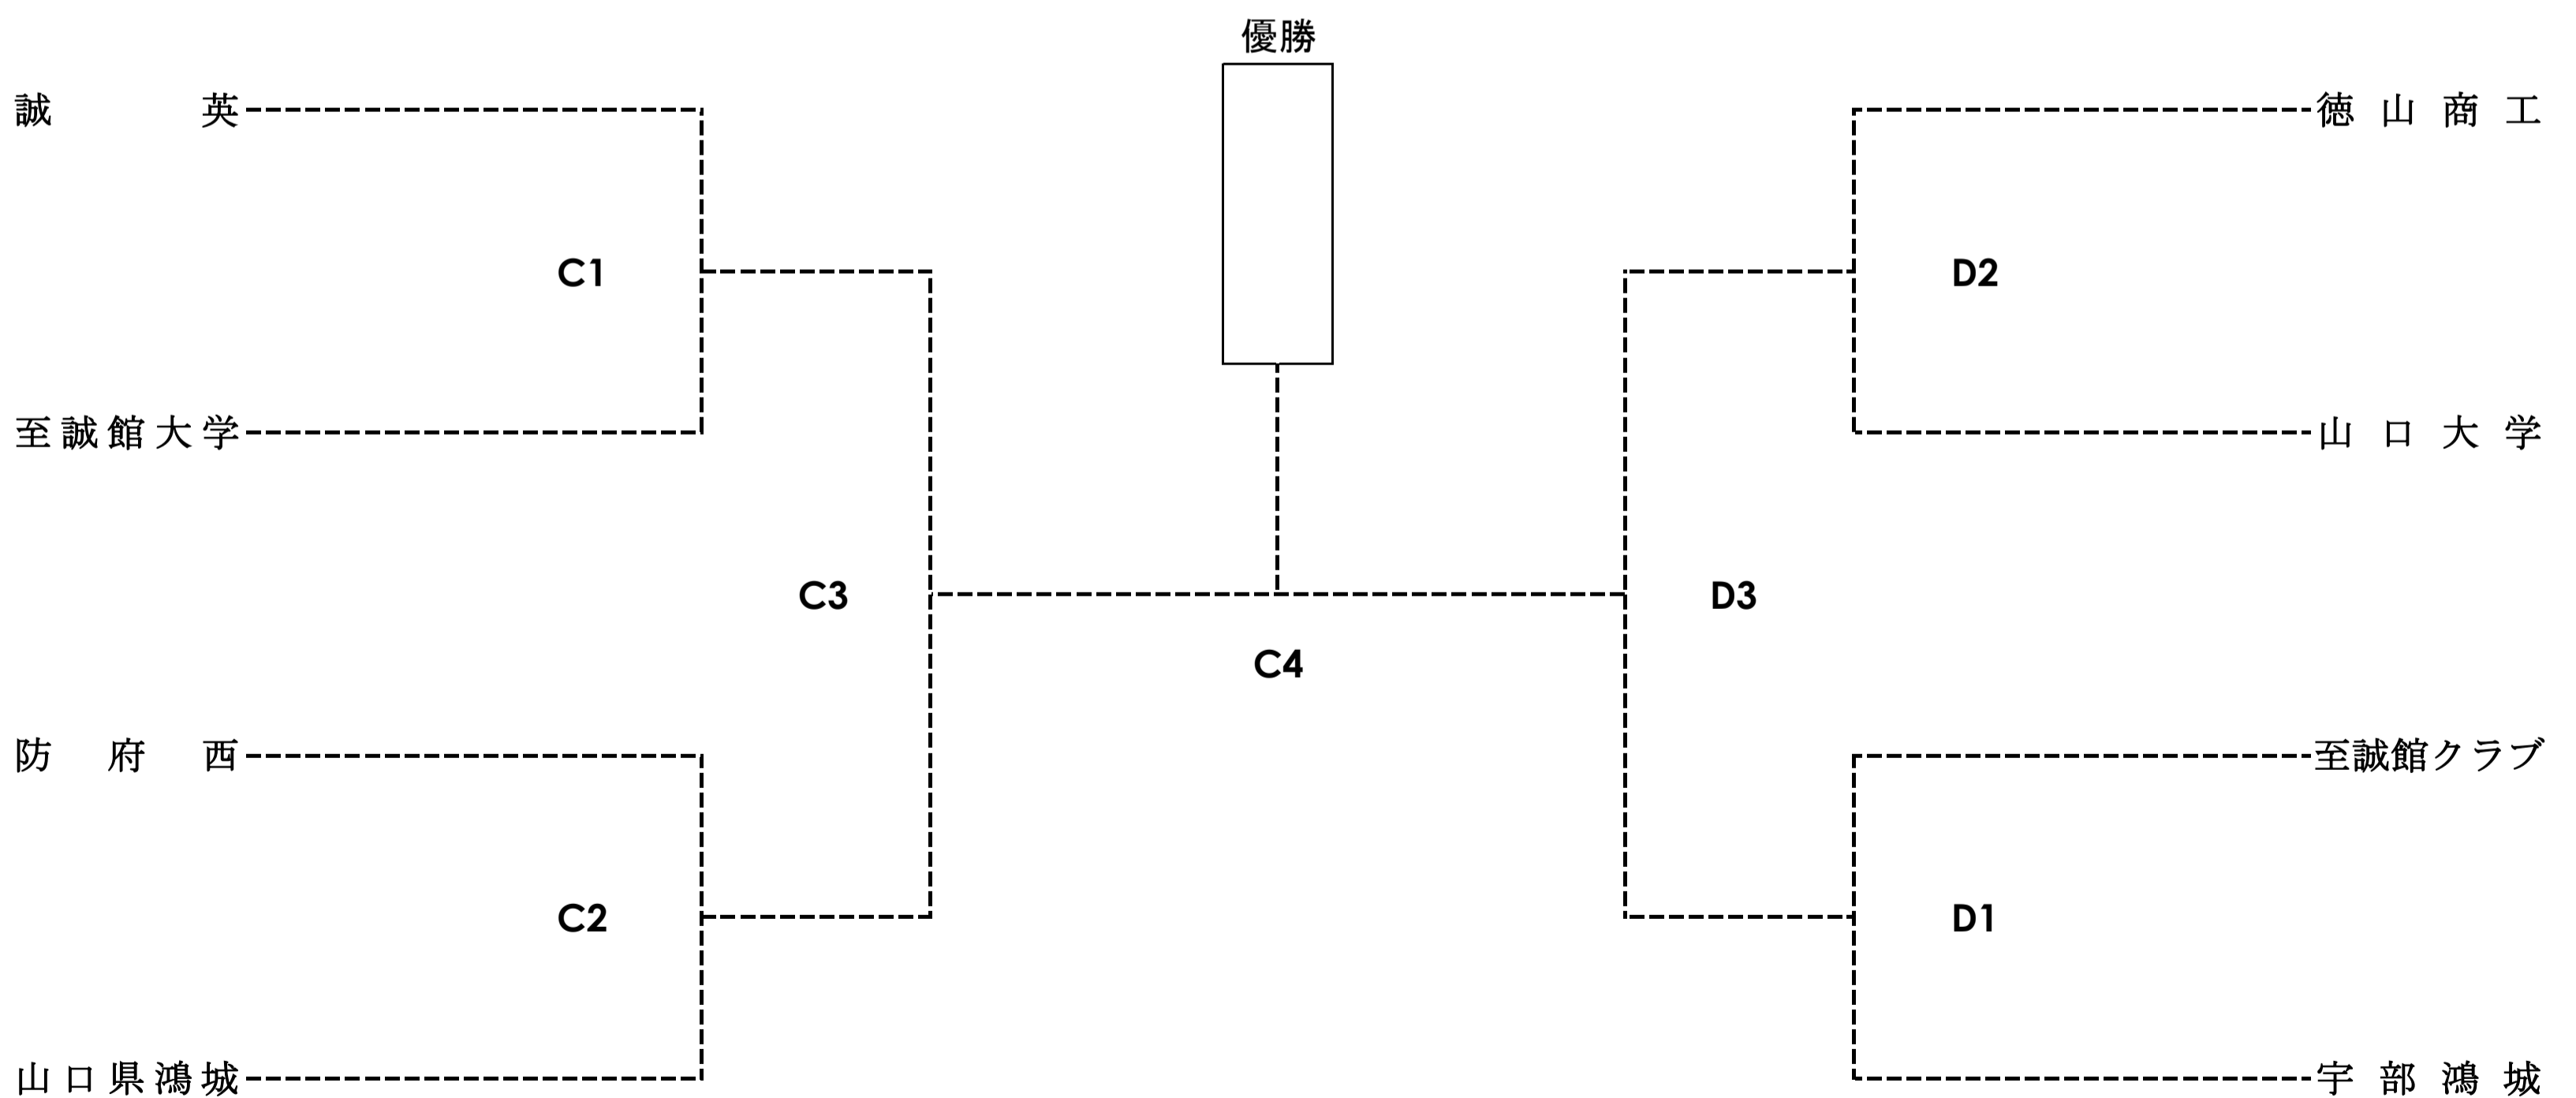 優勝
誠英
徳山商工
C1
D2
至誠館大学
山口大学
C3
D3
C4
防府西
至誠館クラブ
C2
D1
山口県鴻城
宇部鴻城